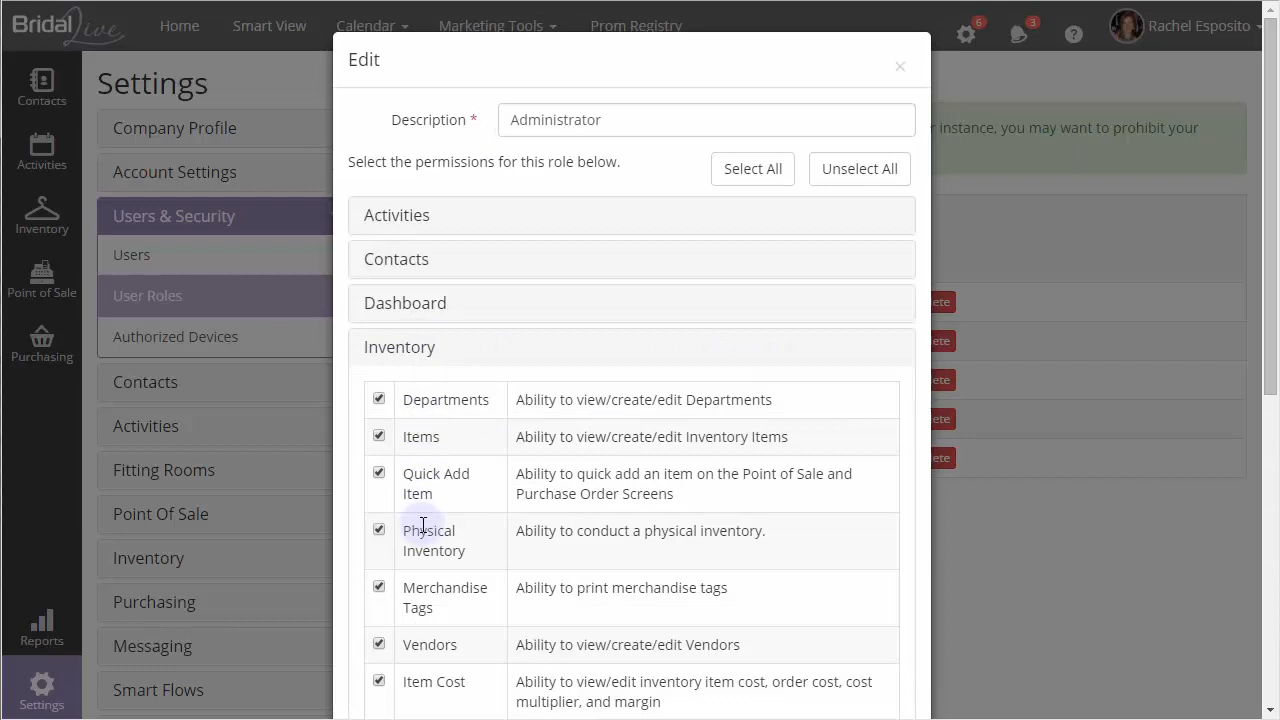 BridalLive
Home
Smart View
Calendar
Marketing Tools
Prom Registry
6
3
Rachel Esposito
Contacts
Activities
Inventory
Point of Sale
Purchasing
Reports
Settings
Settings
Company Profile
Account Settings
Users & Security
Users
User Roles
Authorized Devices
Contacts
Activities
Fitting Rooms
Point Of Sale
Inventory
Purchasing
Messaging
Smart Flows
Edit
×
Description *
Administrator
Select the permissions for this role below.
Select All
Unselect All
Activities
Contacts
Dashboard
Inventory
Departments
Ability to view/create/edit Departments
Items
Ability to view/create/edit Inventory Items
Quick Add
Item
Ability to quick add an item on the Point of Sale and
Purchase Order Screens
Physical
Inventory
Ability to conduct a physical inventory.
Merchandise
Tags
Ability to print merchandise tags
Vendors
Ability to view/create/edit Vendors
Item Cost
Ability to view/edit inventory item cost, order cost, cost
multiplier, and margin
instance, you may want to prohibit your
ete
ete
ete
ete
ete